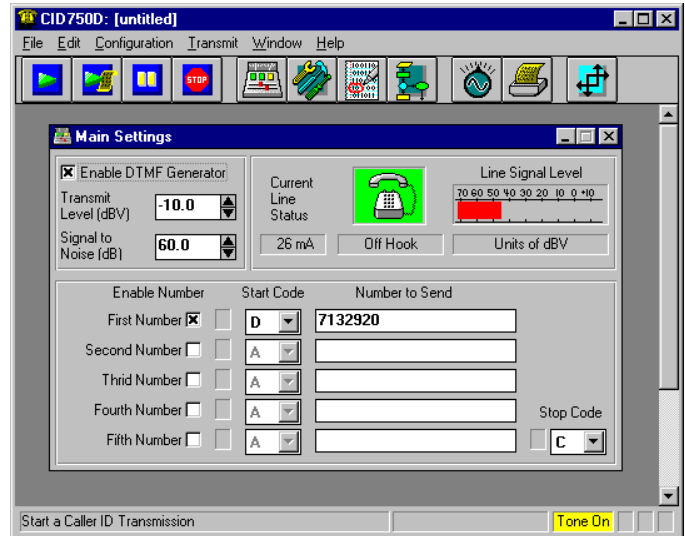 CID750D: [untitled]
File Edit Configuration Transmit Window Help
STOP
Main Settings
Enable DTMF Generator
Transmit Level (dBV) -10.0
Signal to Noise (dB) 60.0
Current Line Status
26 mA Off Hook
Line Signal Level
70 60 50 40 30 20 10 0 +10
Units of dBV
Enable Number Start Code Number to Send
First Number D 7132920
Second Number A
Thrid Number A
Fourth Number A
Fifth Number A
Stop Code
C
Start a Caller ID Transmission Tone On